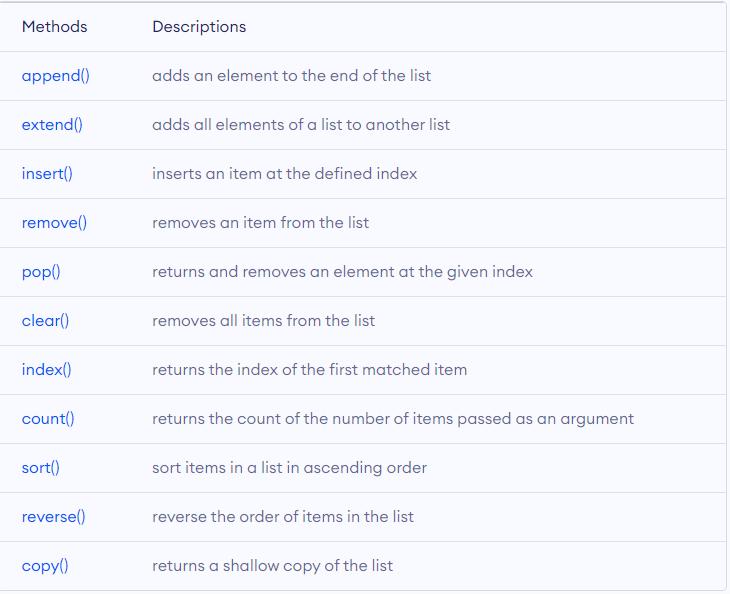 Methods Descriptions
append() adds an element to the end of the list
extend() adds all elements of a list to another list
insert() inserts an item at the defined index
remove() removes an item from the list
pop() returns and removes an element at the given index
clear() removes all items from the list
index() returns the index of the first matched item
count() returns the count of the number of items passed as an argument
sort() sort items in a list in ascending order
reverse() reverse the order of items in the list
copy() returns a shallow copy of the list